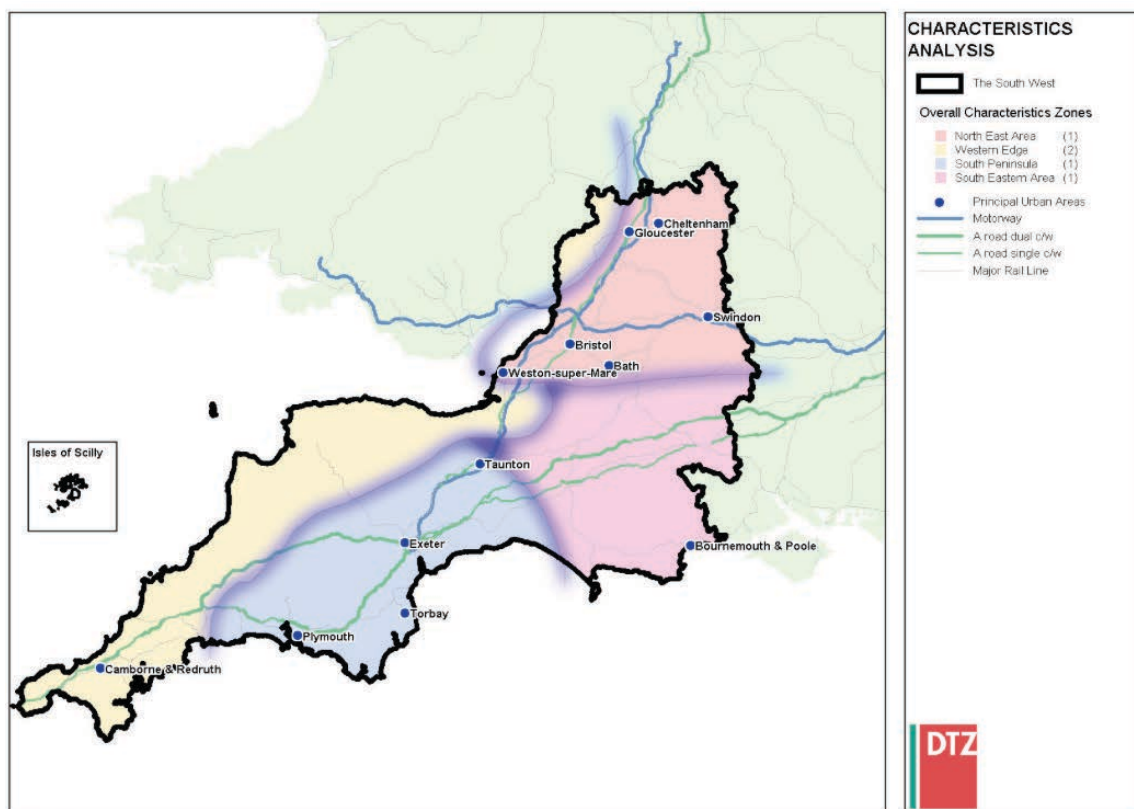 CHARACTERISTICS
ANALYSIS
The South West
Overall Characteristics Zones
North East Area (1)
Western Edge (2)
South Peninsula (1)
South Eastern Area (1)
Principal Urban Areas
Motorway
A road dual c/w
A road single c/w
Major Rail Line
Cheltenham
Gloucester
Swindon
Bristol
Bath
Weston-super-Mare
Isles of Scilly
Taunton
Exeter
Bournemouth & Poole
Torbay
Plymouth
Camborne & Redruth
DTZ